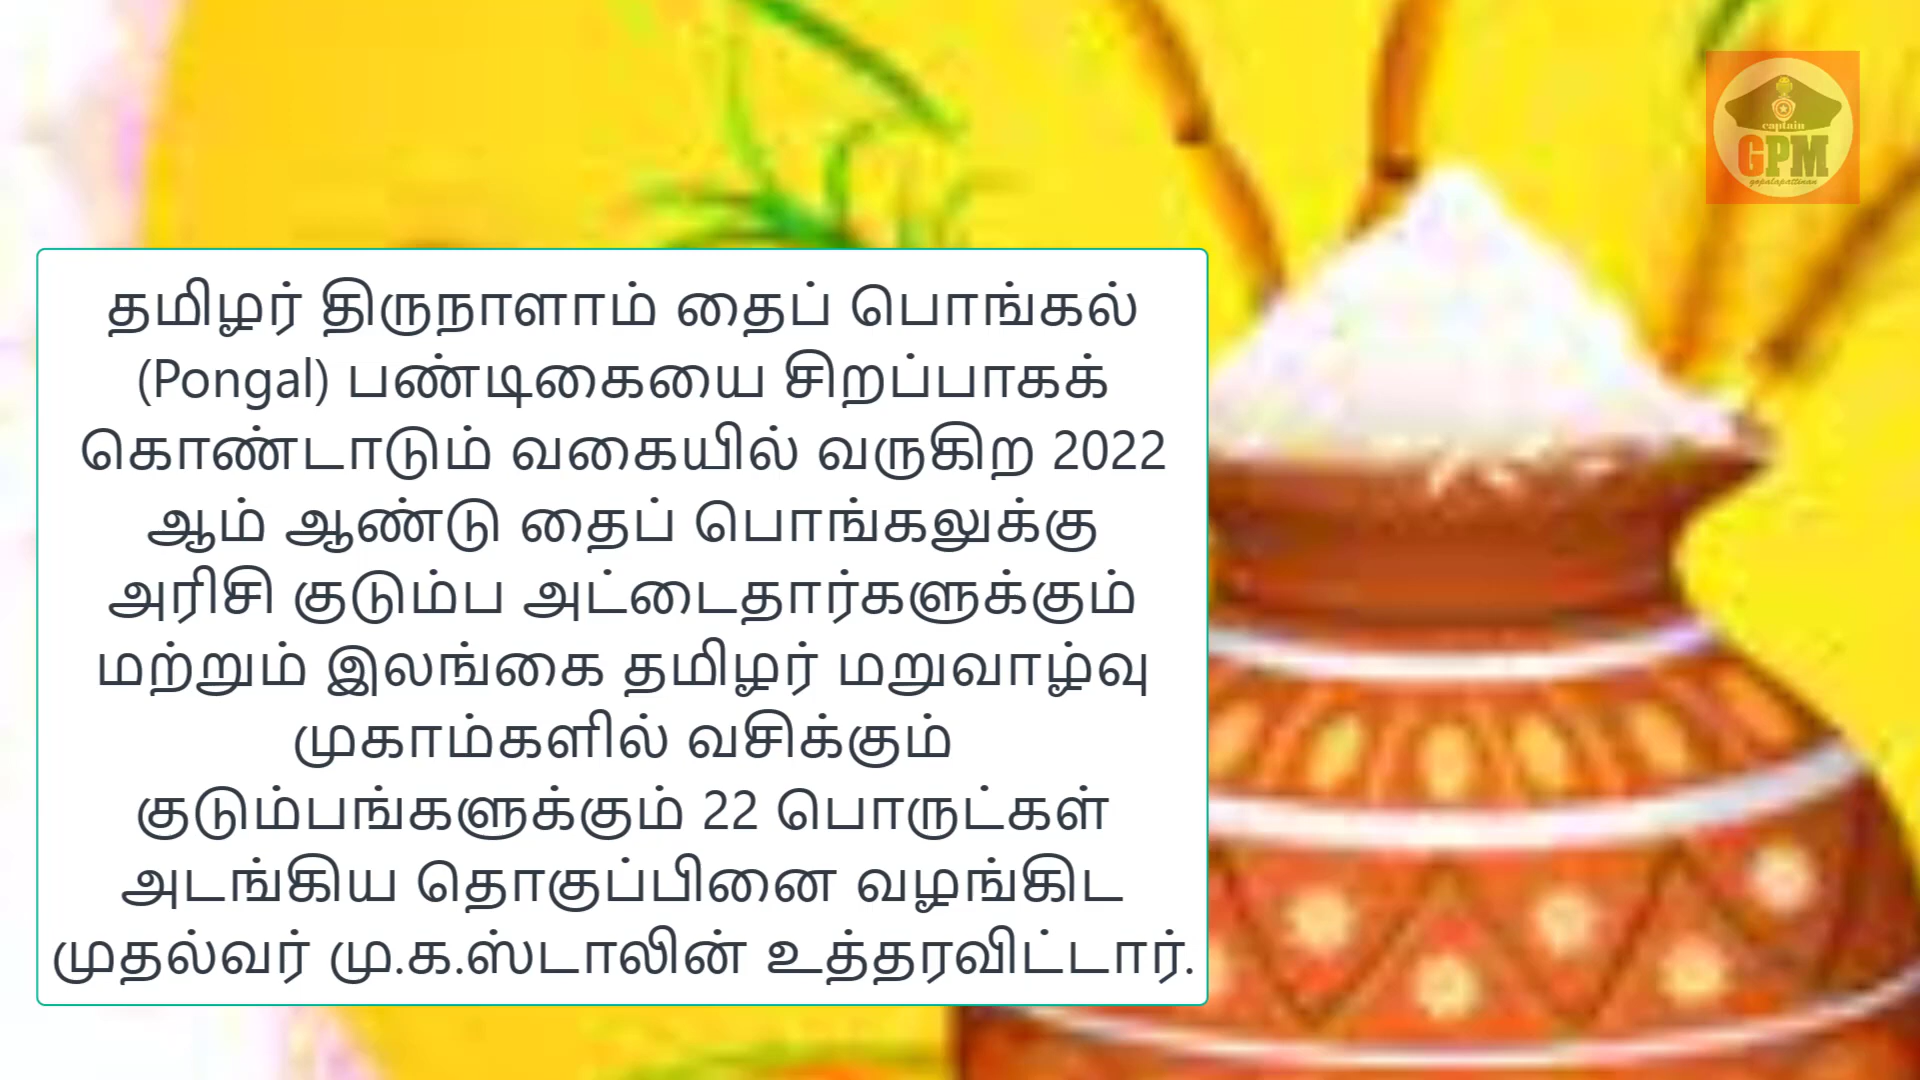 தமிழர் திருநாளாம் தைப் பொங்கல்
(Pongal) பண்டிகையை சிறப்பாகக்
கொண்டாடும் வகையில் வருகிற 2022
ஆம் ஆண்டு தைப் பொங்கலுக்கு
அரிசி குடும்ப அட்டைதார்களுக்கும்
மற்றும் இலங்கை தமிழர் மறுவாழ்வு
முகாம்களில் வசிக்கும்
குடும்பங்களுக்கும் 22 பொருட்கள்
அடங்கிய தொகுப்பினை வழங்கிட
முதல்வர் மு.க.ஸ்டாலின் உத்தரவிட்டார்.
captain
GPM
gopalapattinam